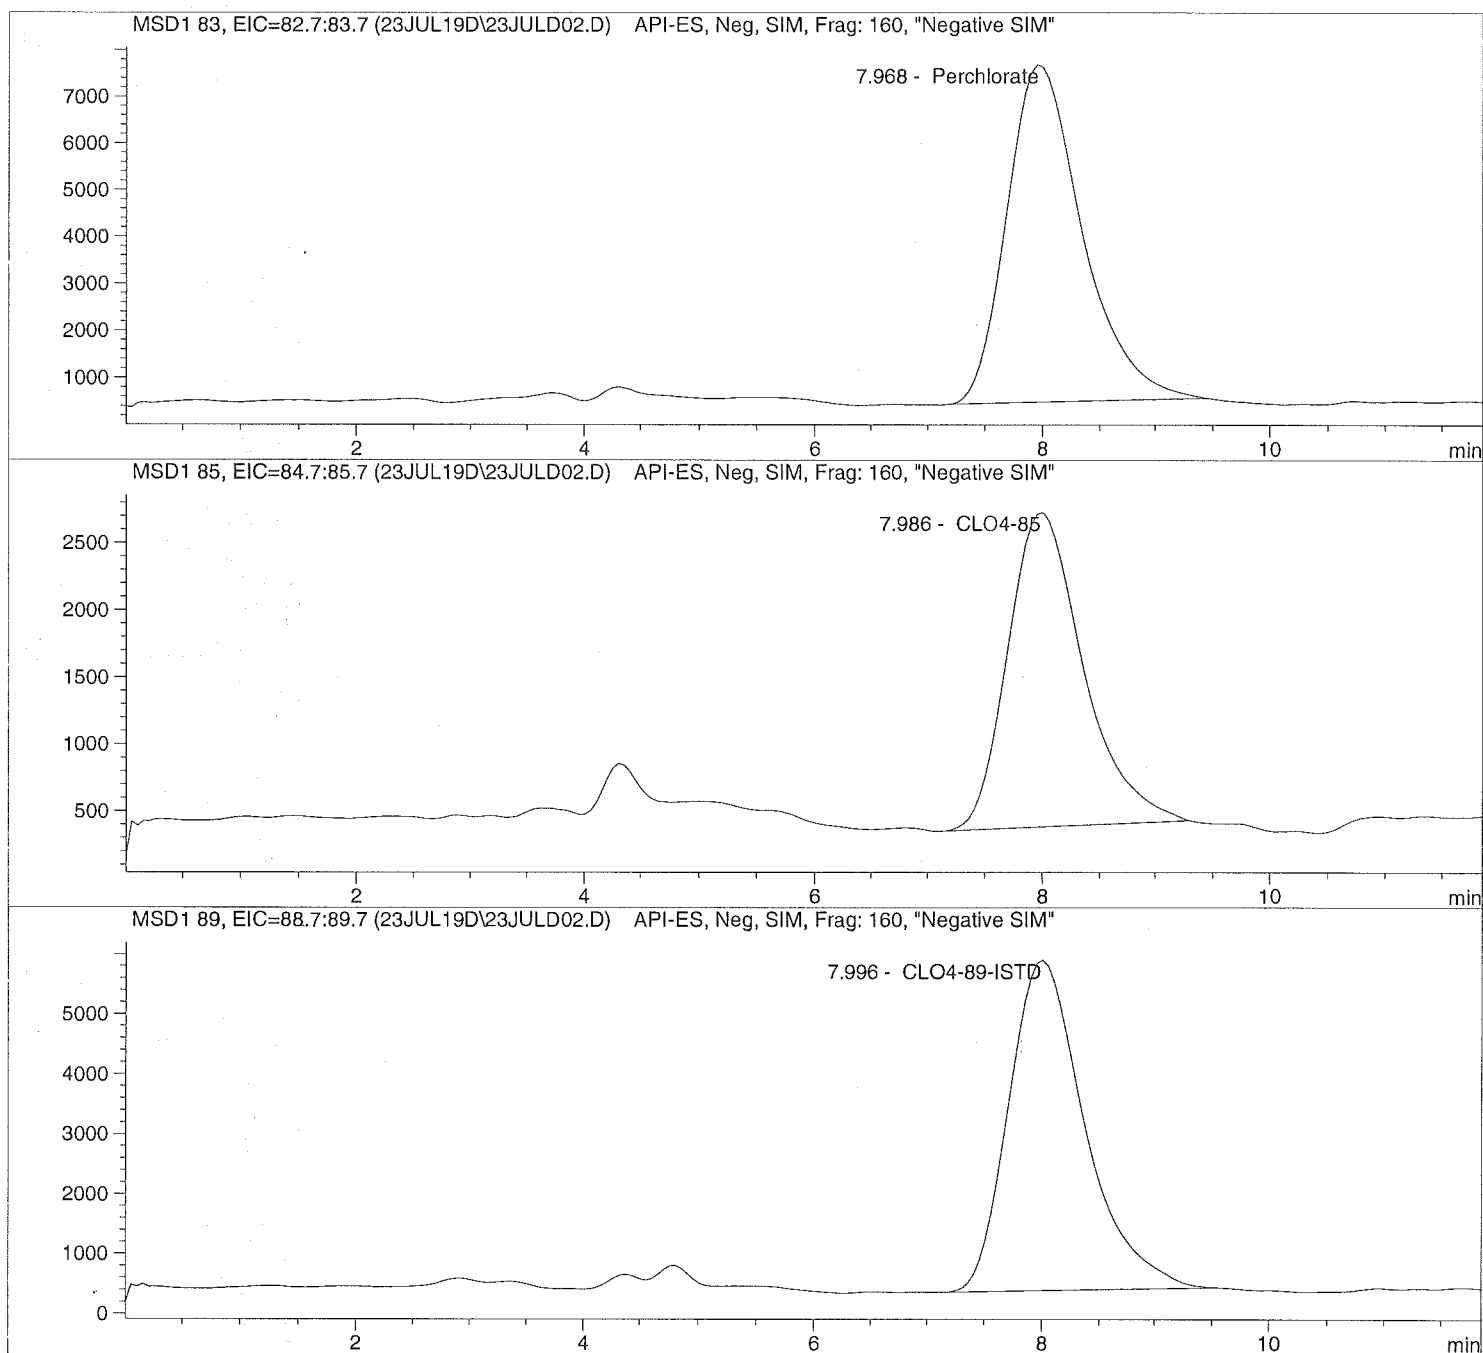 MSD1 83, EIC=82.7:83.7 (23JUL19D\23JULD02.D) API-ES, Neg, SIM, Frag: 160, "Negative SIM"
7.968 - Perchlorate
7000
6000
5000
4000
3000
2000
1000
2 4 6 8 10 min
MSD1 85, EIC=84.7:85.7 (23JUL19D\23JULD02.D) API-ES, Neg, SIM, Frag: 160, "Negative SIM"
7.986 - CLO4-85
2500
2000
1500
1000
500
2 4 6 8 10 min
MSD1 89, EIC=88.7:89.7 (23JUL19D\23JULD02.D) API-ES, Neg, SIM, Frag: 160, "Negative SIM"
7.996 - CLO4-89-ISTD
5000
4000
3000
2000
1000
0
2 4 6 8 10 min